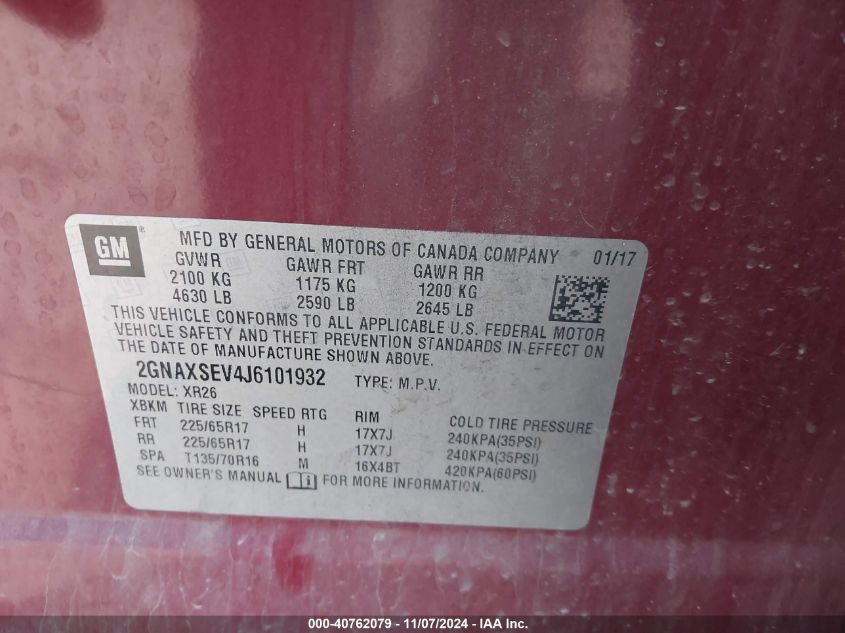 GM ® MFD BY GENERAL MOTORS OF CANADA COMPANY 01/17
GVWR GAWR FRT GAWR RR
2100 KG 1175 KG 1200 KG
4630 LB 2590 LB 2645 LB
THIS VEHICLE CONFORMS TO ALL APPLICABLE U.S. FEDERAL MOTOR
VEHICLE SAFETY AND THEFT PREVENTION STANDARDS IN EFFECT ON
THE DATE OF MANUFACTURE SHOWN ABOVE.
2GNAXSEV4J6101932 TYPE: M.P.V.
MODEL: XR26
XBKM TIRE SIZE SPEED RTG RIM COLD TIRE PRESSURE
FRT 225/65R17 H 17X7J 240KPA(35PSI)
RR 225/65R17 H 17X7J 240KPA(35PSI)
SPA T135/70R16 M 16X4BT 420KPA(60PSI)
SEE OWNER'S MANUAL FOR MORE INFORMATION.
000-40762079 - 11/07/2024 - IAA Inc.